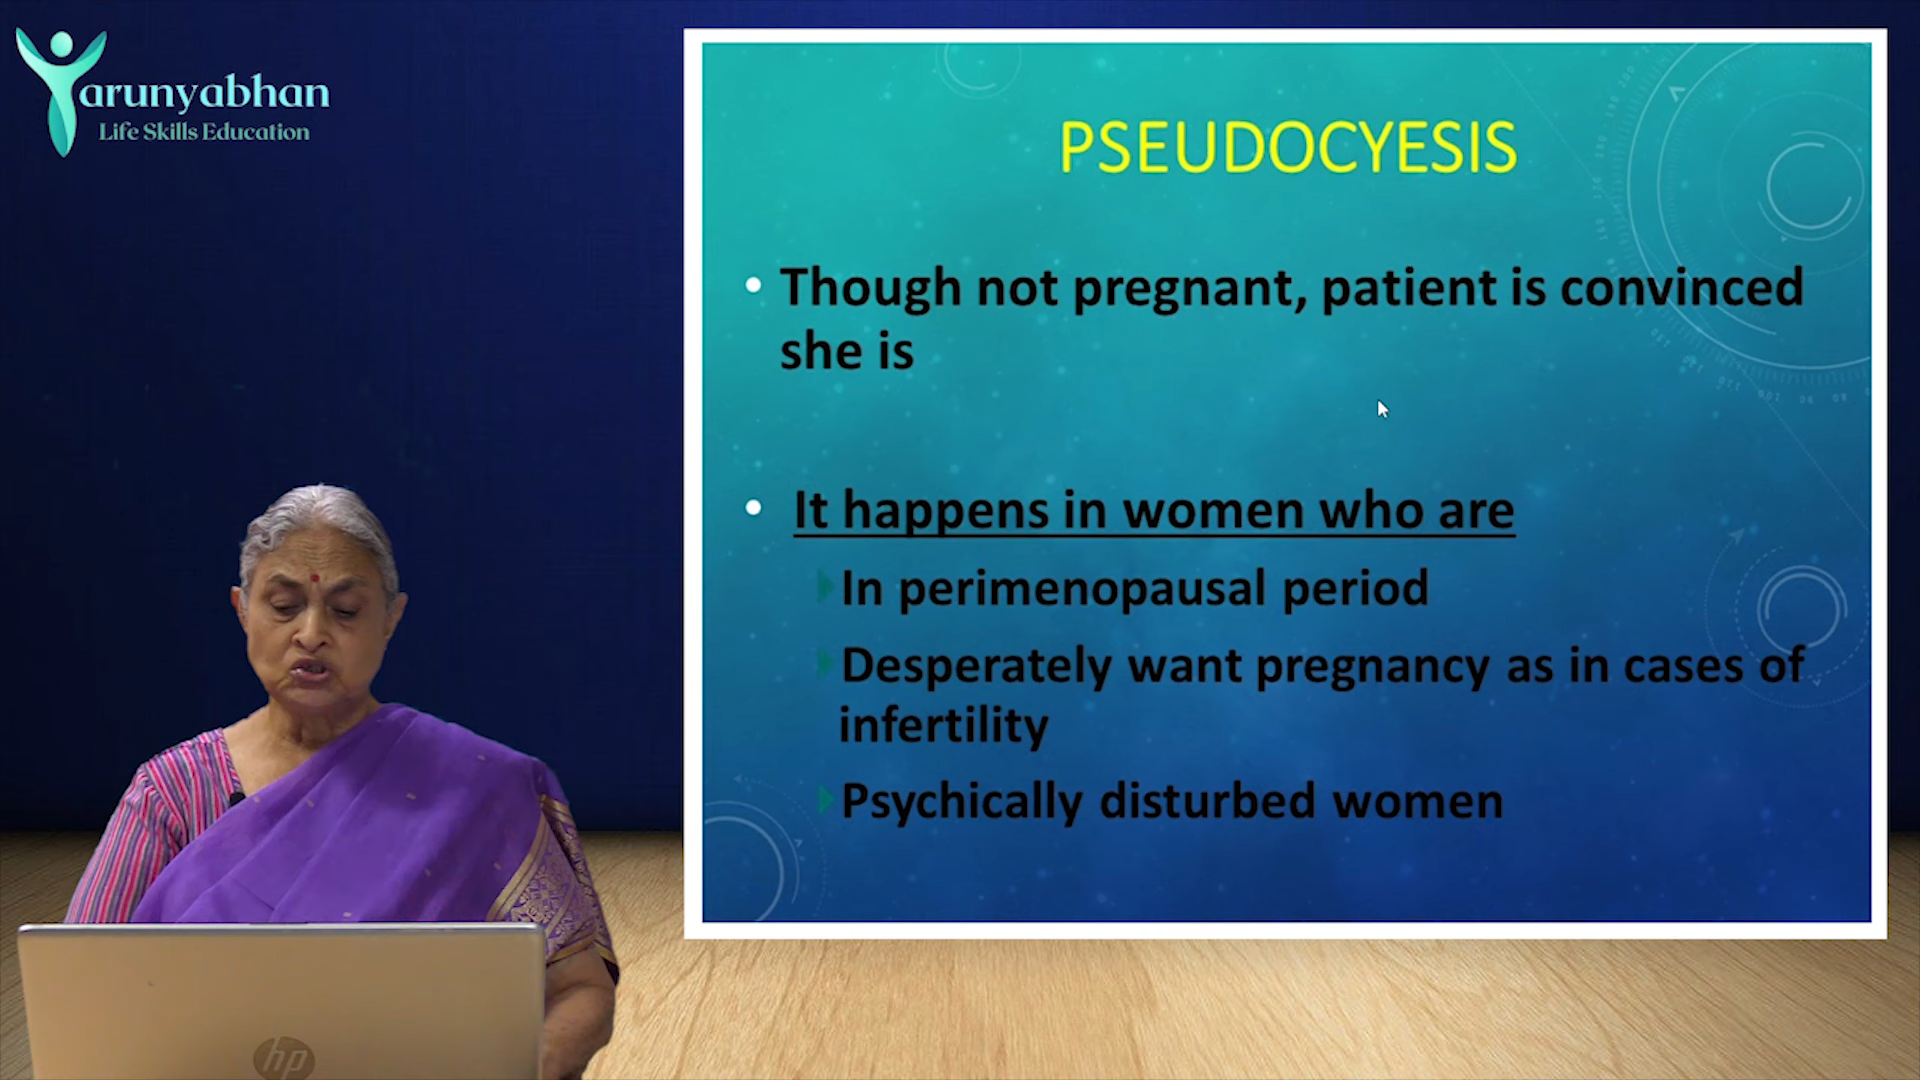 Tarunyabhan
Life Skills Education
PSEUDOCYESIS
• Though not pregnant, patient is convinced
she is
• It happens in women who are
In perimenopausal period
Desperately want pregnancy as in cases of
infertility
Psychically disturbed women
hp